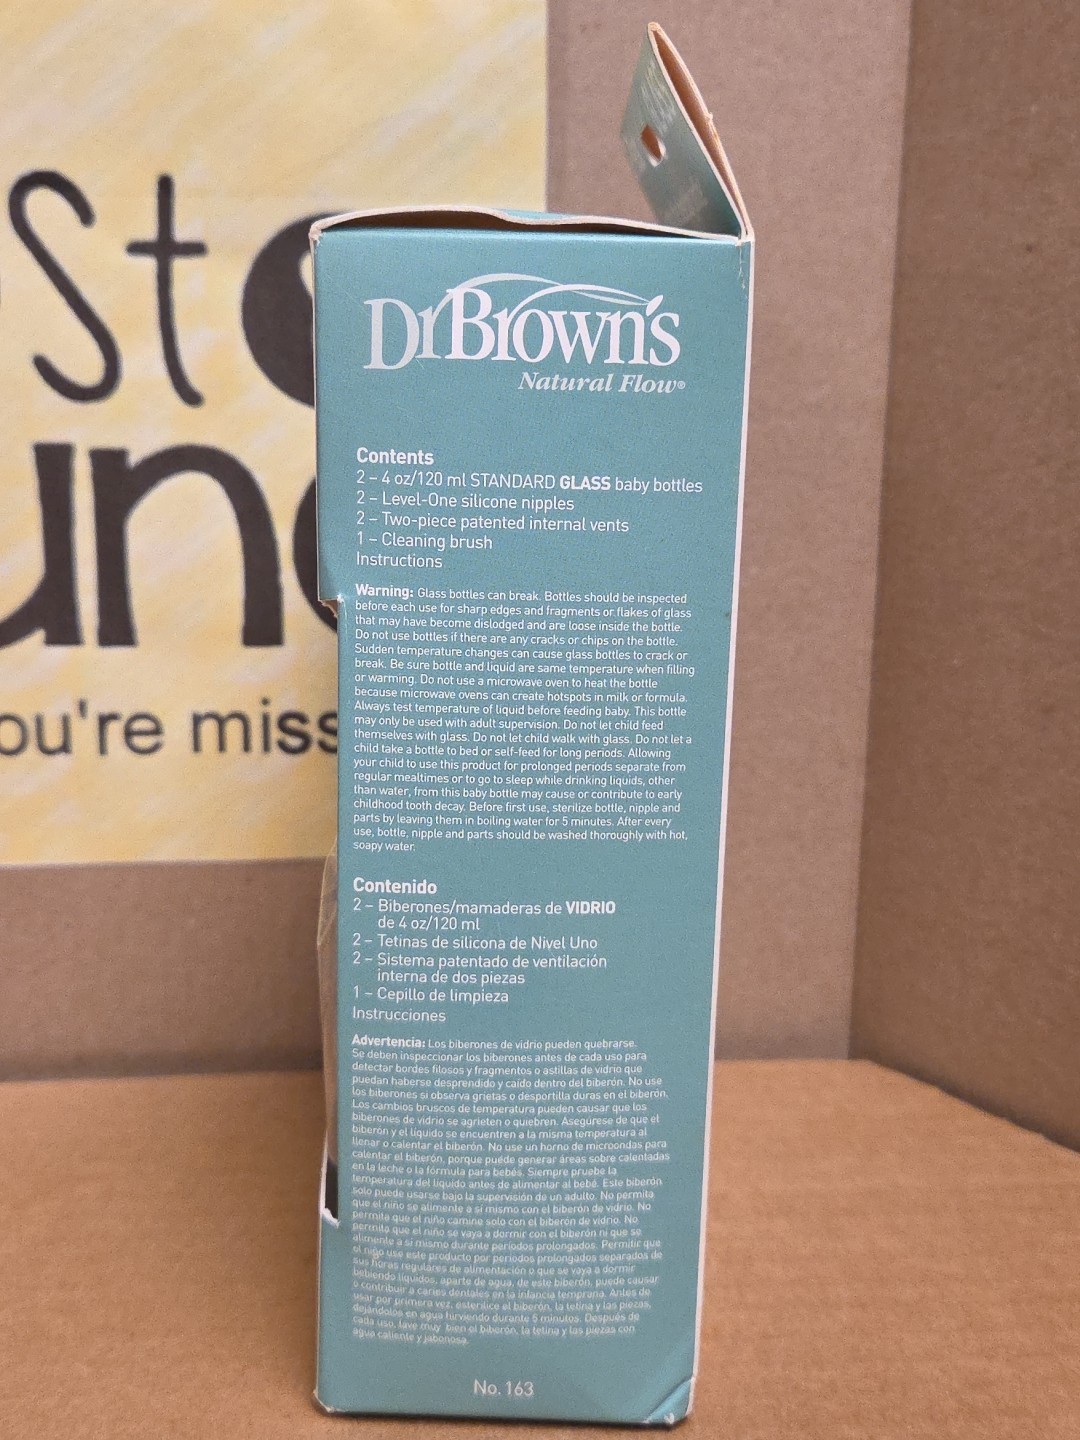 st
un
ou're miss
Dr Brown's
Natural Flow®
Contents
2 – 4 oz/120 ml STANDARD GLASS baby bottles
2 – Level-One silicone nipples
2 – Two-piece patented internal vents
1 – Cleaning brush
Instructions
Warning: Glass bottles can break. Bottles should be inspected
before each use for sharp edges and fragments or flakes of glass
that may have become dislodged and are loose inside the bottle.
Do not use bottles if there are any cracks or chips on the bottle.
Sudden temperature changes can cause glass bottles to crack or
break. Be sure bottle and liquid are same temperature when filling
or warming. Do not use a microwave oven to heat the bottle
because microwave ovens can create hotspots in milk or formula.
Always test temperature of liquid before feeding baby. This bottle
may only be used with adult supervision. Do not let child feed
themselves with glass. Do not let child walk with glass. Do not let a
child take a bottle to bed or self-feed for long periods. Allowing
your child to use this product for prolonged periods separate from
regular mealtimes or to go to sleep while drinking liquids, other
than water, from this baby bottle may cause or contribute to early
childhood tooth decay. Before first use, sterilize bottle, nipple and
parts by leaving them in boiling water for 5 minutes. After every
use, bottle, nipple and parts should be washed thoroughly with hot,
soapy water.
Contenido
2 – Biberones/mamaderas de VIDRIO
de 4 oz/120 ml
2 – Tetinas de silicona de Nivel Uno
2 – Sistema patentado de ventilación
interna de dos piezas
1 – Cepillo de limpieza
Instrucciones
Advertencia: Los biberones de vidrio pueden quebrarse.
Se deben inspeccionar los biberones antes de cada uso para
detectar bordes filosos y fragmentos o astillas de vidrio que
puedan haberse desprendido y caído dentro del biberón. No use
los biberones si observa grietas o desportilla duras en el biberón.
Los cambios bruscos de temperatura pueden causar que los
biberones de vidrio se agrieten o quiebren. Asegúrese de que el
biberón y el líquido se encuentren a la misma temperatura al
llenar o calentar el biberón. No use un horno de microondas para
calentar el biberón, porque puede generar áreas sobre calentadas
en la leche o la fórmula para bebés. Siempre pruebe la
temperatura del líquido antes de alimentar al bebé. Este biberón
solo puede usarse bajo la supervisión de un adulto. No permita
que el niño se alimente a sí mismo con el biberón de vidrio. No
permita que el niño camine solo con el biberón de vidrio. No
permita que el niño se vaya a dormir con el biberón ni que se
alimente a sí mismo durante períodos prolongados. Permitir que
el niño use este producto por períodos prolongados separados de
sus horas regulares de alimentación o que se vaya a dormir
bebiendo líquidos, aparte de agua, de este biberón, puede causar
o contribuir a caries dentales en la infancia temprana. Antes de
usar por primera vez, esterilice el biberón, la tetina y las piezas,
dejándolos en agua hirviendo durante 5 minutos. Después de
cada uso, lave muy bien el biberón, la tetina y las piezas con
agua caliente y jabonosa.
No. 163